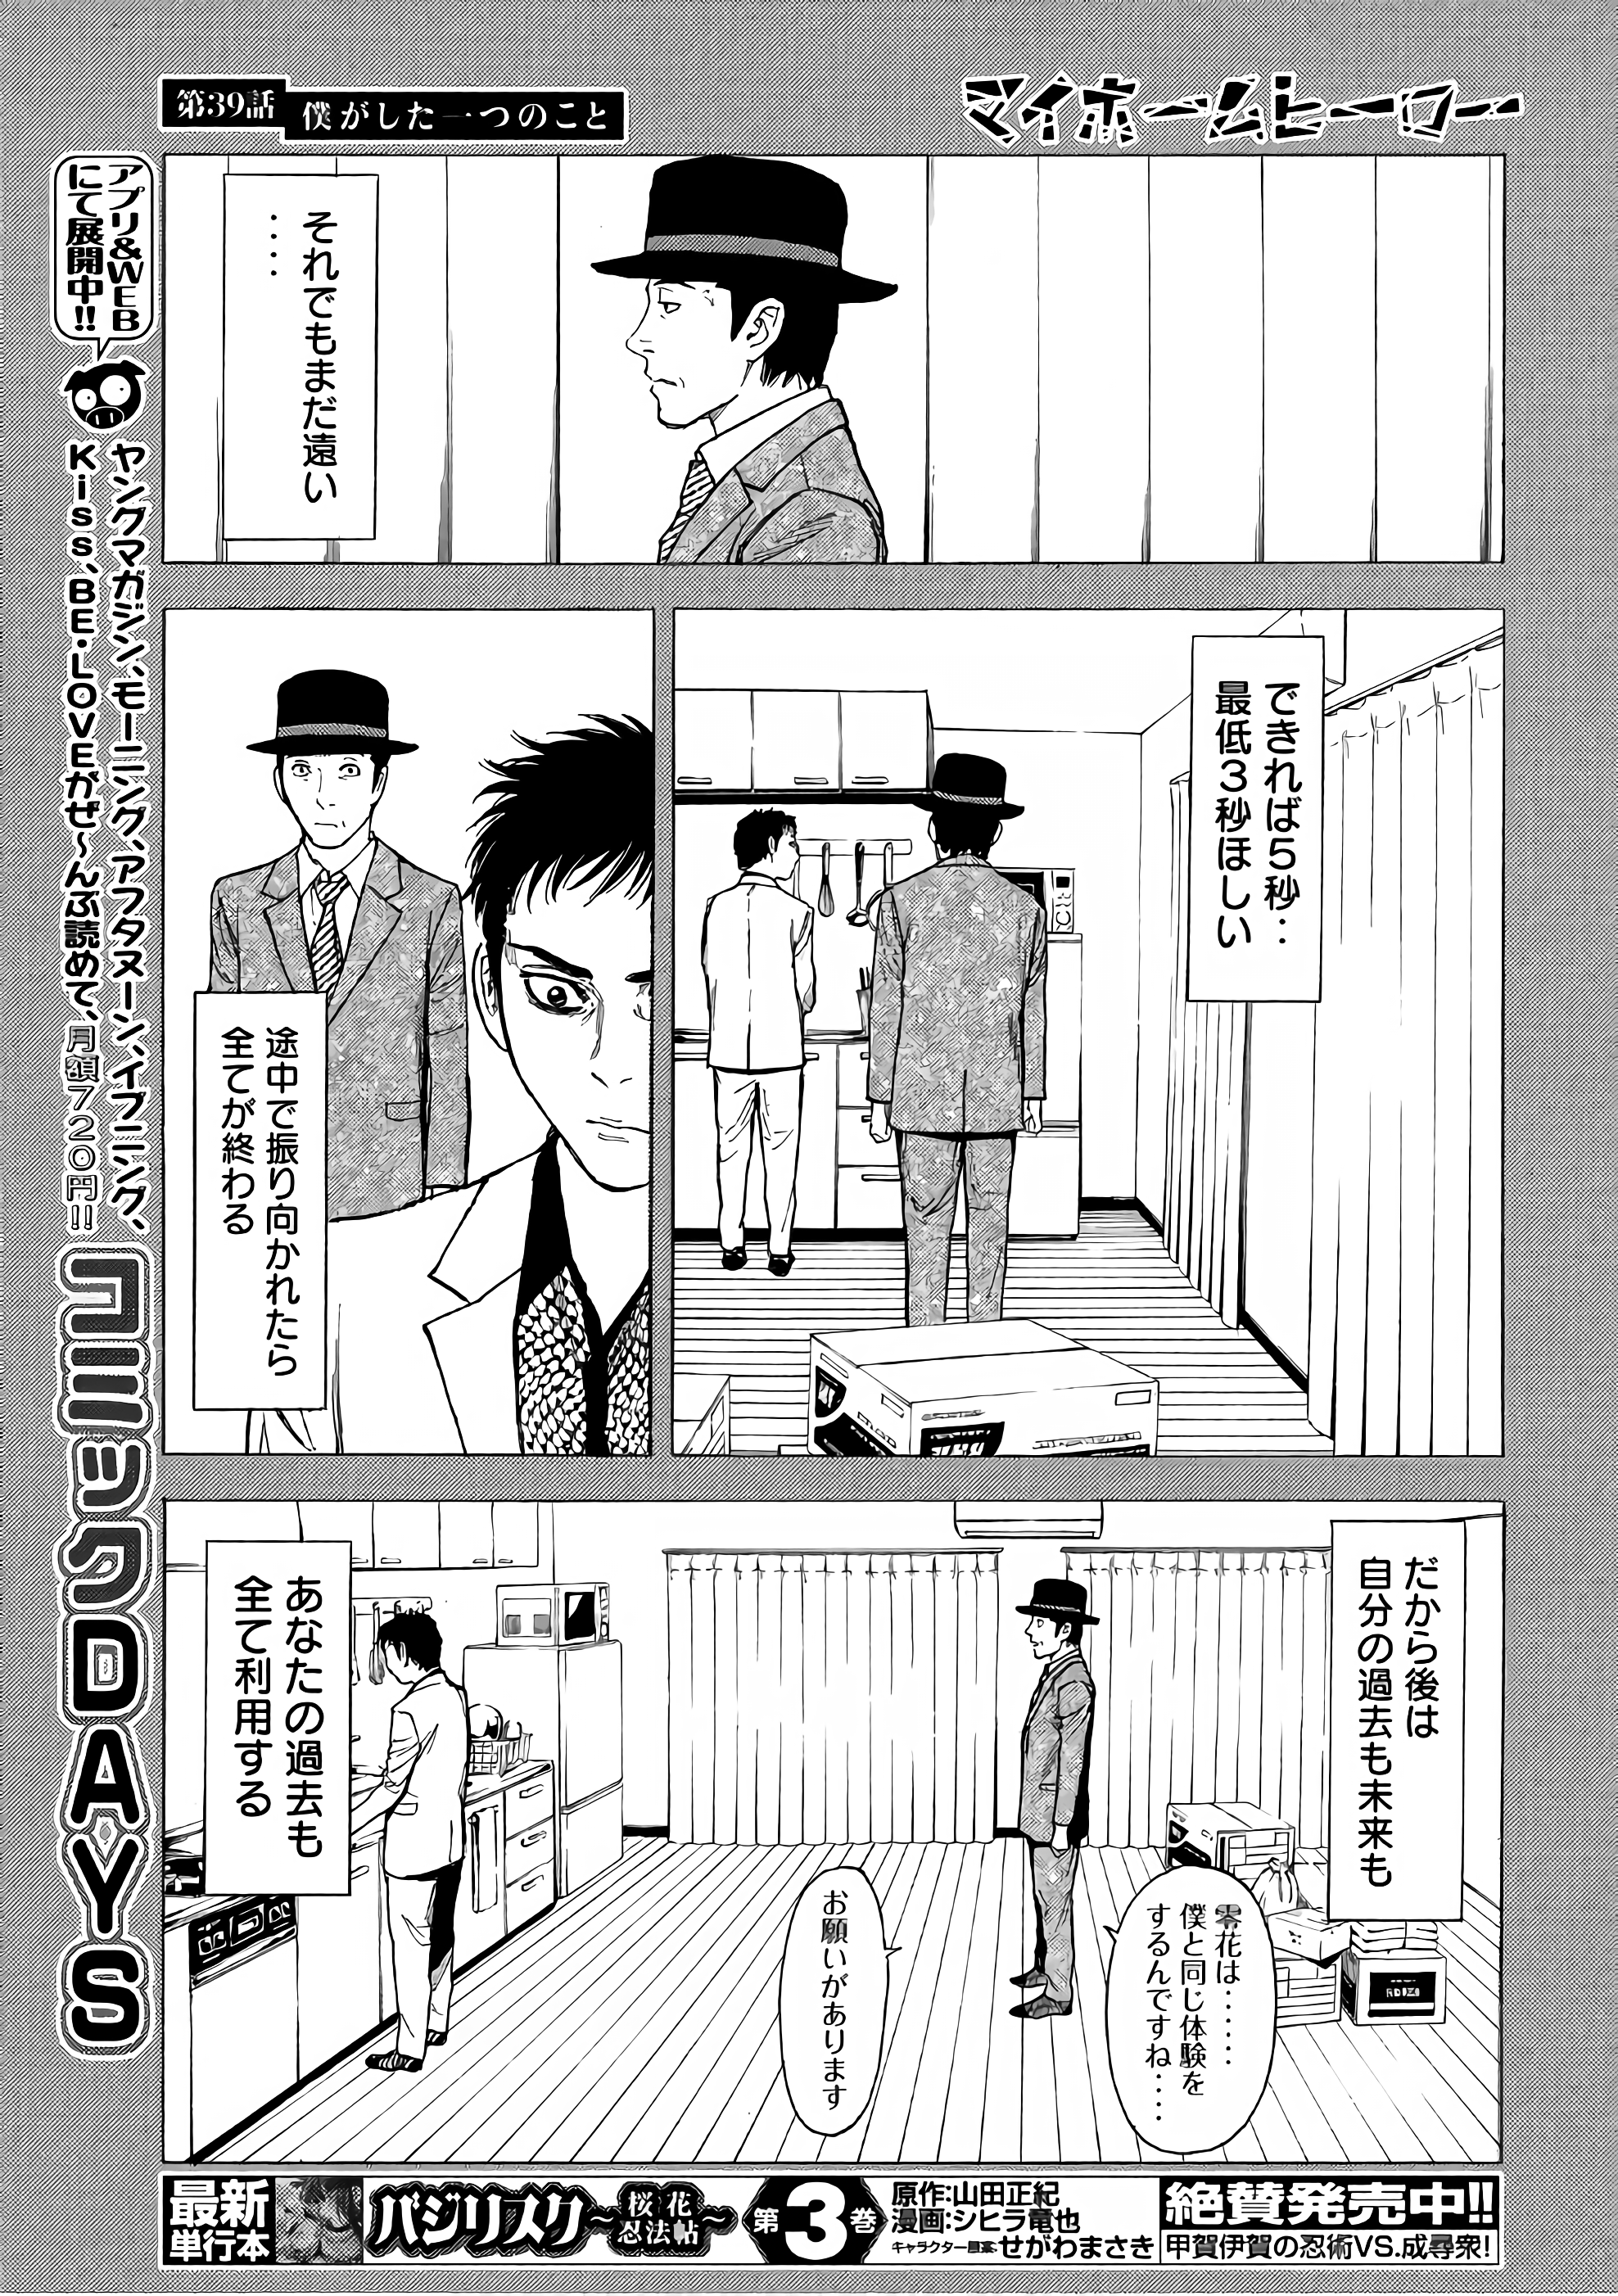 マイホームヒーロー
第39話
僕がした一つのこと
それでもまだ遠い
‥‥
できれば5秒‥
最低3秒ほしい
途中で振り向かれたら
全てが終わる
だから後は
自分の過去も未来も
あなたの過去も
全て利用する
零花は‥‥‥
僕と同じ体験を
するんですね‥‥
お願いがあります
アプリ&WEB
にて展開中!!
ヤングマガジン、モーニング、アフタヌーン、イブニング、
Kiss、BE・LOVEがぜ〜んぶ読めて、月額720円!!
コミックDAYS
最新
単行本
バジリスク
〜桜花
忍法帖〜
第3巻
原作:山田正紀
漫画:シヒラ竜也
キャラクター原案:せがわまさき
絶賛発売中!!
甲賀伊賀の忍術VS.成尋衆!